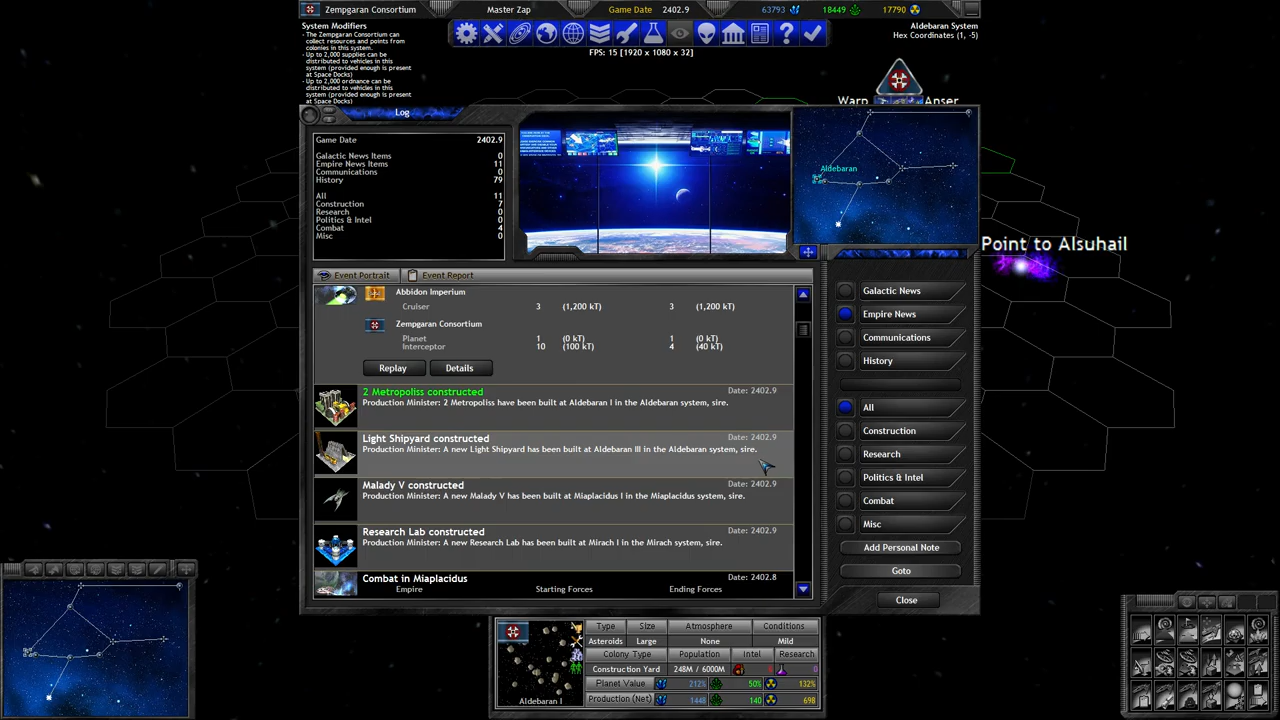 Zempgaran Consortium
Master Zap
Game Date 2402.9
63793
18449
17790
System Modifiers
- The Zempgaran Consortium can
collect resources and points from
colonies in this system.
- Up to 2,000 supplies can be
distributed to vehicles in this
system (provided enough is present
at Space Docks)
- Up to 2,000 ordnance can be
distributed to vehicles in this
system (provided enough is present
at Space Docks)
FPS: 15 [1920 x 1080 x 32]
Aldebaran System
Hex Coordinates (1, -5)
Warp
Anser
Point to Alsuhail
Log
Game Date 2402.9
Galactic News Items 0
Empire News Items 11
Communications 0
History 79
All 11
Construction 7
Research 0
Politics & Intel 0
Combat 4
Misc 0
Aldebaran
Event Portrait
Event Report
Abbidon Imperium
Cruiser 3 (1,200 kT) 3 (1,200 kT)
Zempgaran Consortium
Planet 1 (0 kT) 1 (0 kT)
Interceptor 10 (100 kT) 4 (40 kT)
Replay
Details
2 Metropoliss constructed Date: 2402.9
Production Minister: 2 Metropoliss have been built at Aldebaran I in the Aldebaran system, sire.
Light Shipyard constructed Date: 2402.9
Production Minister: A new Light Shipyard has been built at Aldebaran III in the Aldebaran system, sire.
Malady V constructed Date: 2402.9
Production Minister: A new Malady V has been built at Miaplacidus I in the Miaplacidus system, sire.
Research Lab constructed Date: 2402.9
Production Minister: A new Research Lab has been built at Mirach I in the Mirach system, sire.
Combat in Miaplacidus Date: 2402.8
Empire Starting Forces Ending Forces
Galactic News
Empire News
Communications
History
All
Construction
Research
Politics & Intel
Combat
Misc
Add Personal Note
Goto
Close
Type Size Atmosphere Conditions
Asteroids Large None Mild
Colony Type Population Intel Research
Construction Yard 248M / 6000M 0
Planet Value 212% 50% 132%
Production (Net) 1448 140 698
Aldebaran I